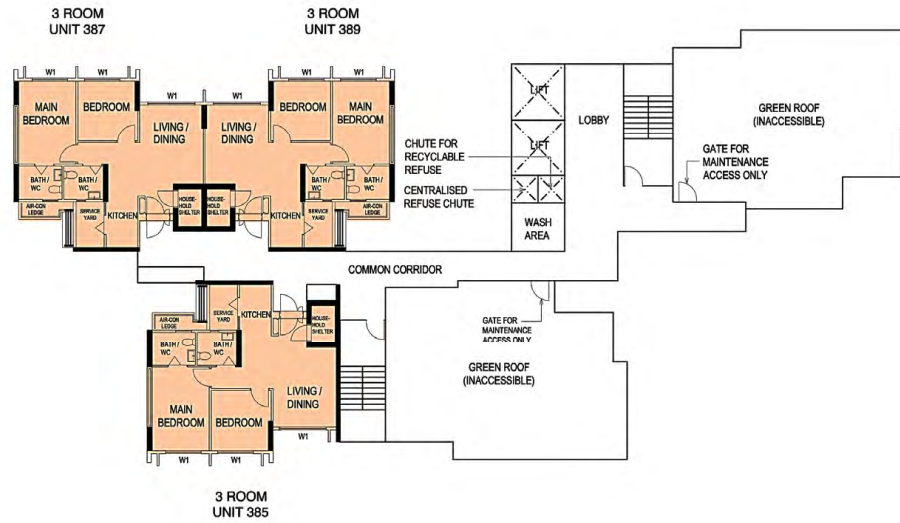 3 ROOM
UNIT 387
3 ROOM
UNIT 389
W1
W1
W1
W1
W1
W1
MAIN
BEDROOM
BEDROOM
LIVING /
DINING
LIVING /
DINING
BEDROOM
MAIN
BEDROOM
BATH /
WC
BATH /
WC
BATH /
WC
BATH /
WC
AIR-CON
LEDGE
SERVICE
YARD
KITCHEN
HOUSE-
HOLD
SHELTER
HOUSE-
HOLD
SHELTER
KITCHEN
SERVICE
YARD
AIR-CON
LEDGE
LIFT
LIFT
LOBBY
CHUTE FOR
RECYCLABLE
REFUSE
CENTRALISED
REFUSE CHUTE
WASH
AREA
GREEN ROOF
(INACCESSIBLE)
GATE FOR
MAINTENANCE
ACCESS ONLY
COMMON CORRIDOR
AIR-CON
LEDGE
SERVICE
YARD
KITCHEN
HOUSE-
HOLD
SHELTER
BATH /
WC
BATH /
WC
MAIN
BEDROOM
BEDROOM
LIVING /
DINING
W1
W1
W1
GATE FOR
MAINTENANCE
ACCESS ONLY
GREEN ROOF
(INACCESSIBLE)
3 ROOM
UNIT 385